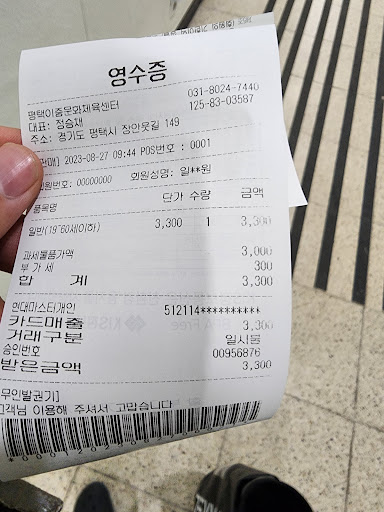 영수증
031-8024-7440
평택이충문화체육센터 125-83-03587
대표: 정승채
주소: 경기도 평택시 장안웃길 149
판매] 2023-08-27 09:44 POS번호 : 0001
회원번호: 00000000 회원성명: 일**원
품목명 단가 수량 금액
일반(19~60세이하) 3,300 1 3,300
과세물품가액 3,000
부가세 300
합 계 3,300
현대마스터개인 512114**********
카드매출 3,300
거래구분 일시불
승인번호 00956876
받은금액 3,300
무인발권기]
고객님 이용해 주셔서 고맙습니다